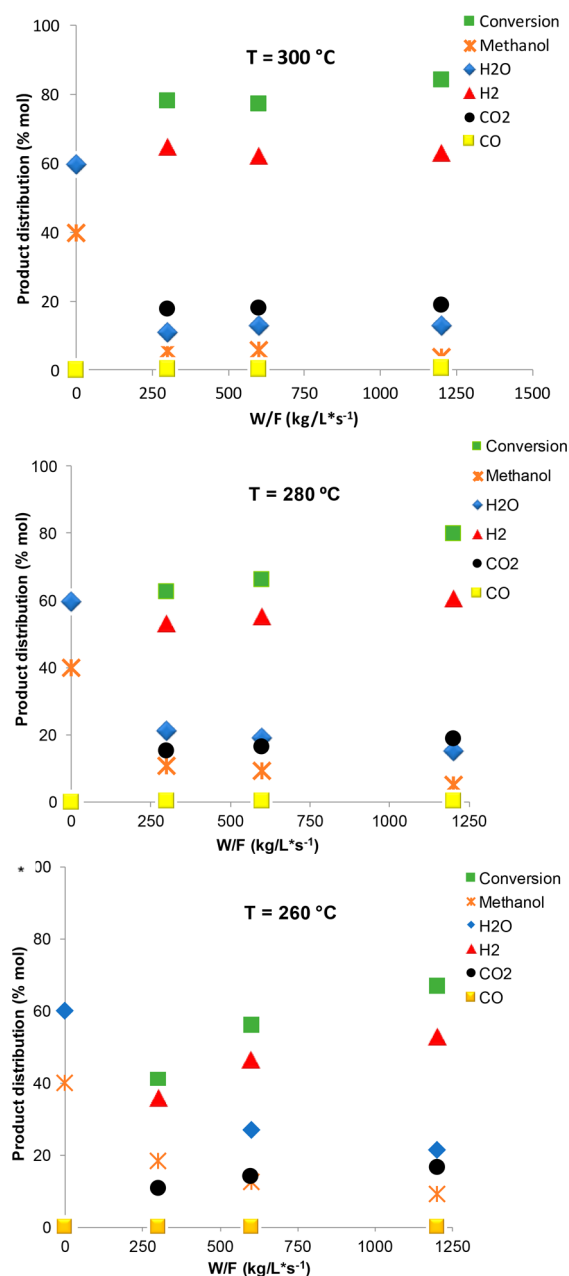 T = 300 °C
Conversion
Methanol
H2O
H2
CO2
CO
Product distribution (% mol)
100
80
60
40
20
0
0 250 500 750 1000 1250 1500
W/F (kg/L*s-1)
T = 280 ºC
Conversion
Methanol
H2O
H2
CO2
CO
Product distribution (% mol)
100
80
60
40
20
0
0 250 500 750 1000 1250
W/F (kg/L*s-1)
*
T = 260 °C
Conversion
Methanol
H2O
H2
CO2
CO
Product distribution (% mol)
00
80
60
40
20
0
0 250 500 750 1000 1250
W/F (kg/L*s-1)